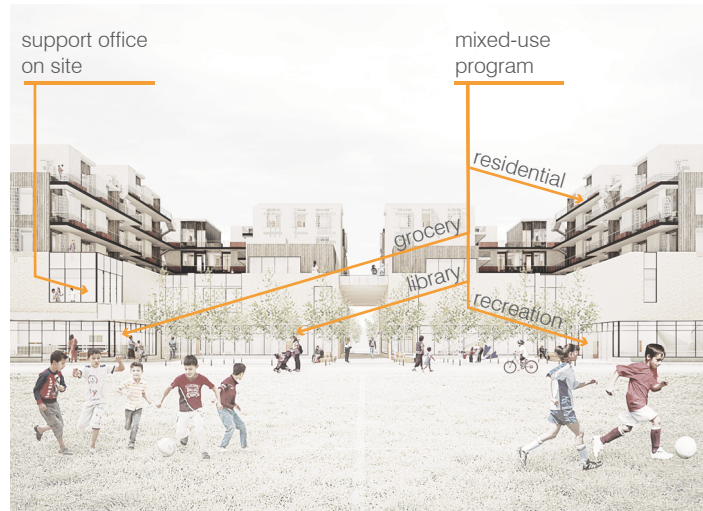 support office
on site
mixed-use
program
residential
grocery
library
recreation